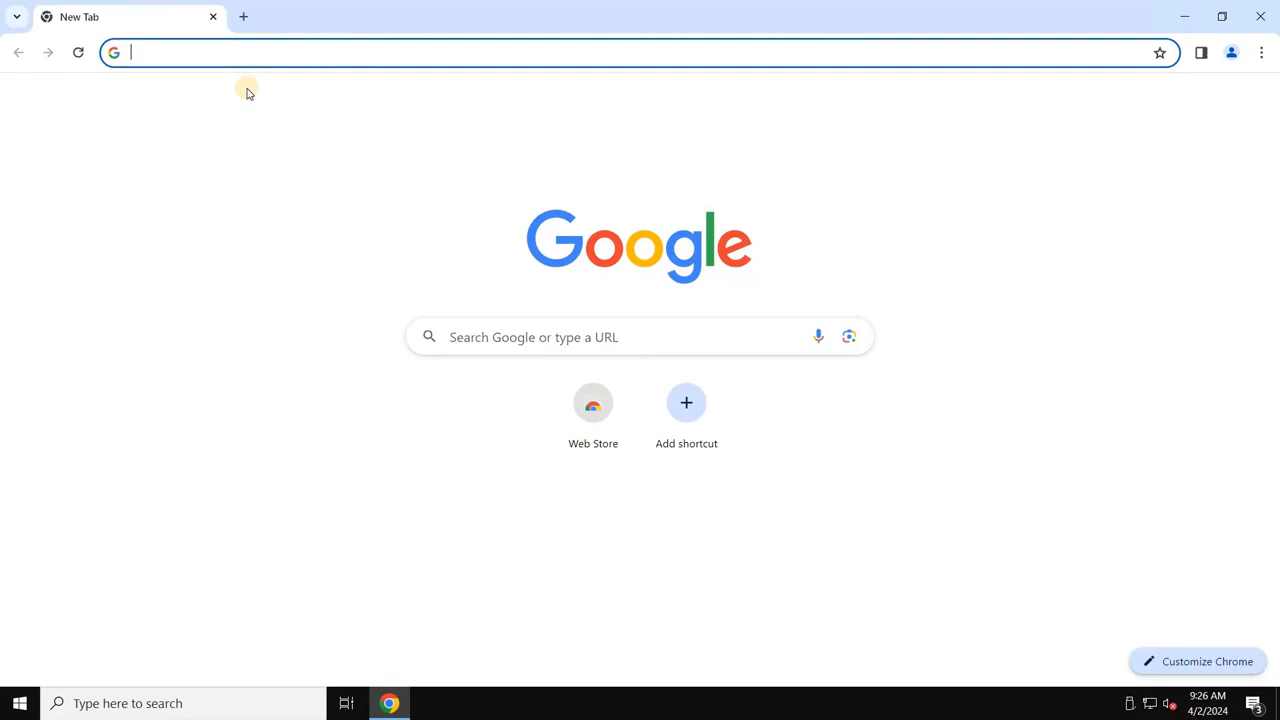 New Tab
Google
Search Google or type a URL
Web Store
Add shortcut
Customize Chrome
Type here to search
9:26 AM
4/2/2024
3